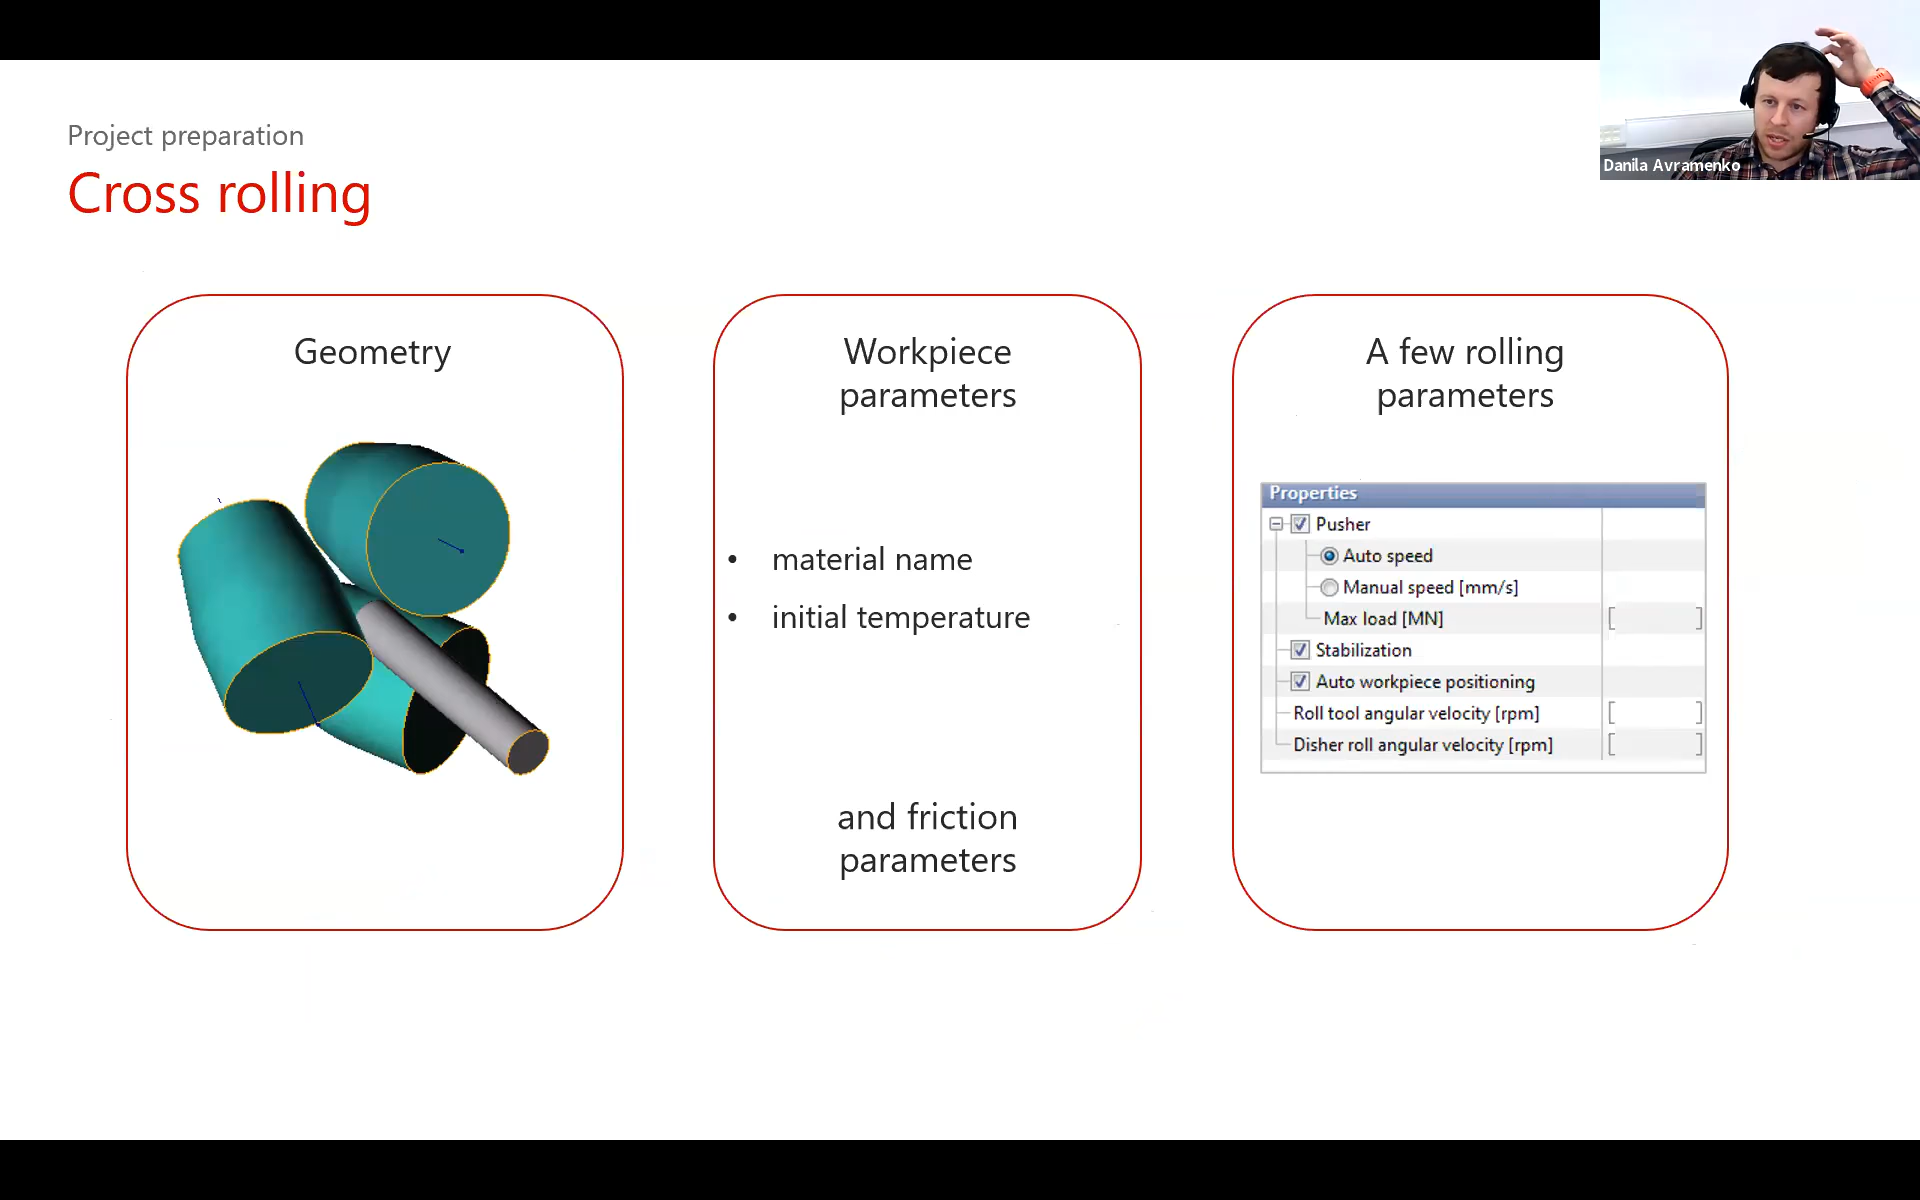 Danila Avramenko
Project preparation
Cross rolling
Geometry
Workpiece
parameters
• material name
• initial temperature
and friction
parameters
A few rolling
parameters
Properties
Pusher
Auto speed
Manual speed [mm/s]
Max load [MN] [ ]
Stabilization
Auto workpiece positioning
Roll tool angular velocity [rpm] [ ]
Disher roll angular velocity [rpm] [ ]